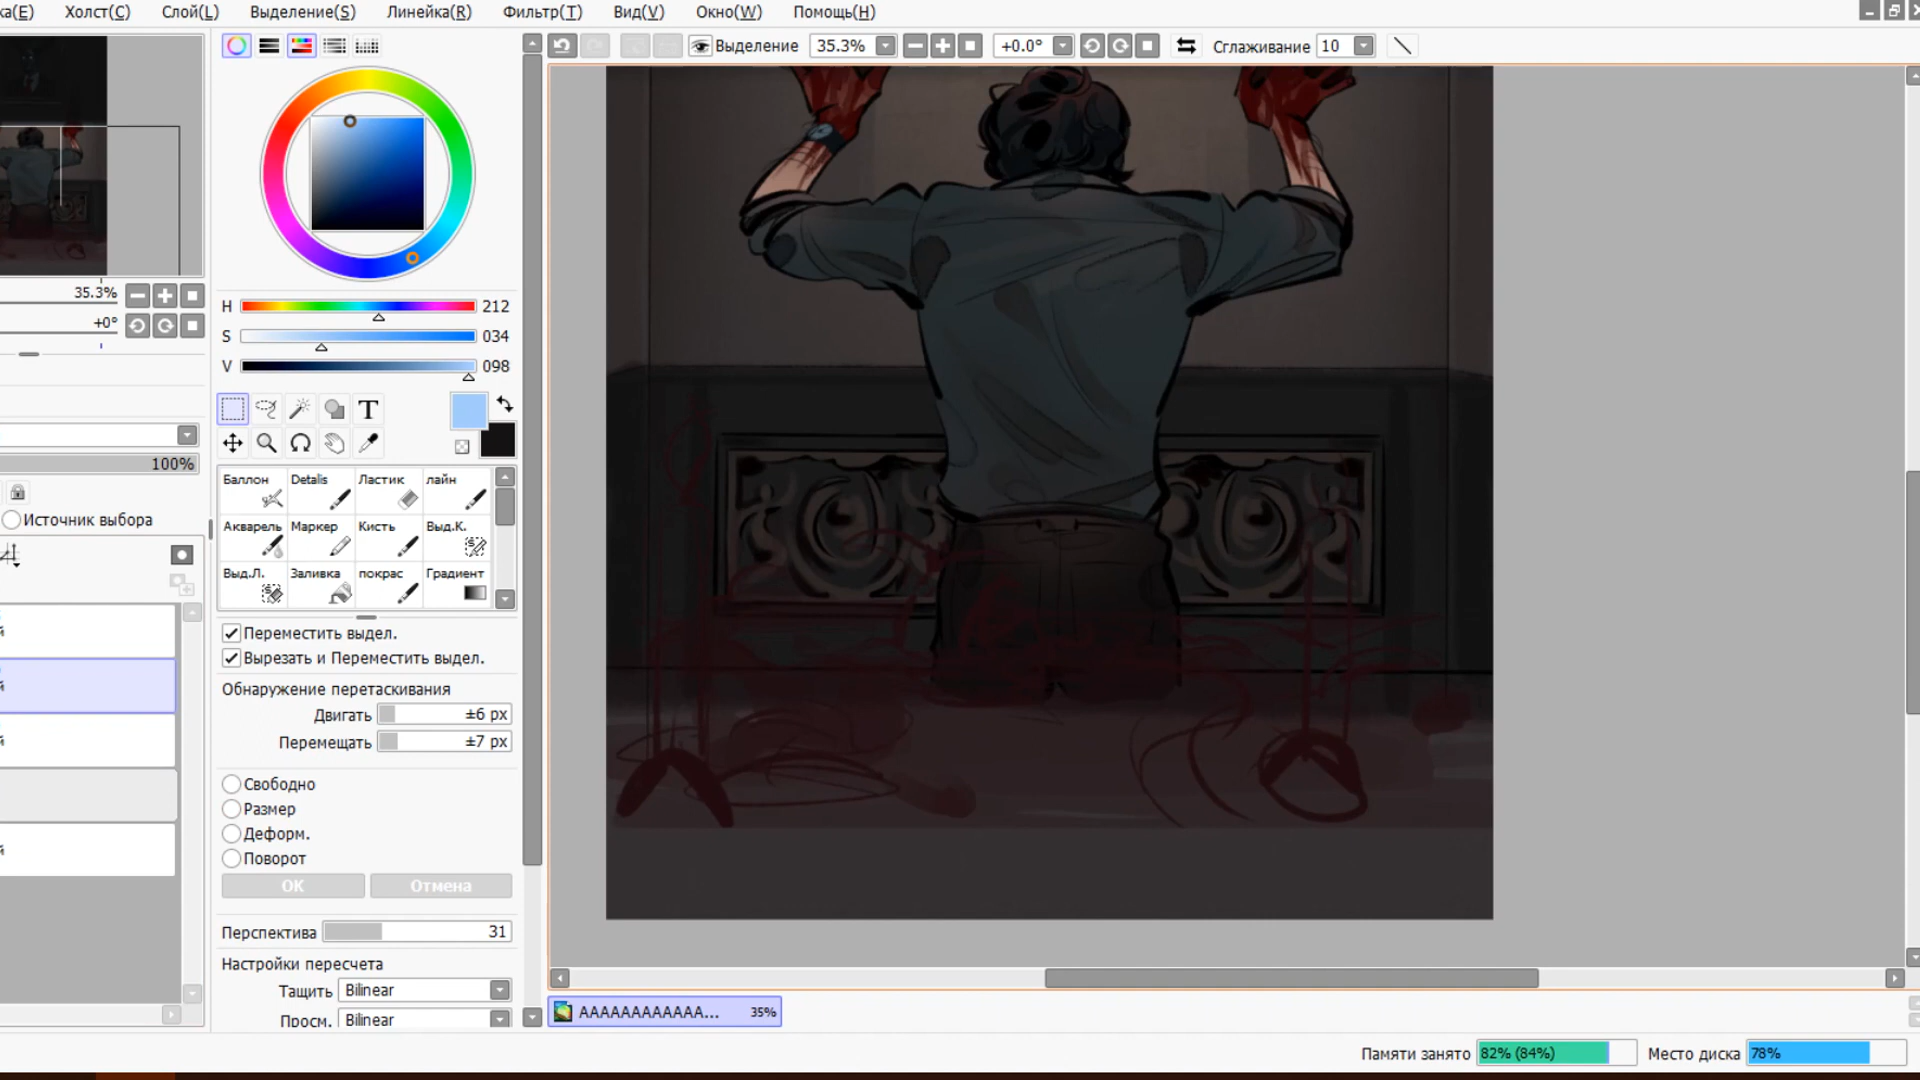 ка(E) Холст(C) Слой(L) Выделение(S) Линейка(R) Фильтр(T) Вид(V) Окно(W) Помощь(H)
Выделение 35.3% +0.0° Сглаживание 10
35.3%
+0°
H 212
S 034
V 098
T
100%
Источник выбора
Баллон Detalis Ластик лайн
Акварель Маркер Кисть Выд.К.
Выд.Л. Заливка покрас Градиент
Переместить выдел.
Вырезать и Переместить выдел.
Обнаружение перетаскивания
Двигать ±6 px
Перемещать ±7 px
Свободно
Размер
Деформ.
Поворот
OK Отмена
Перспектива 31
Настройки пересчета
Тащить Bilinear
Просм. Bilinear
AAAAAAAAAAAA... 35%
Памяти занято 82% (84%) Место диска 78%